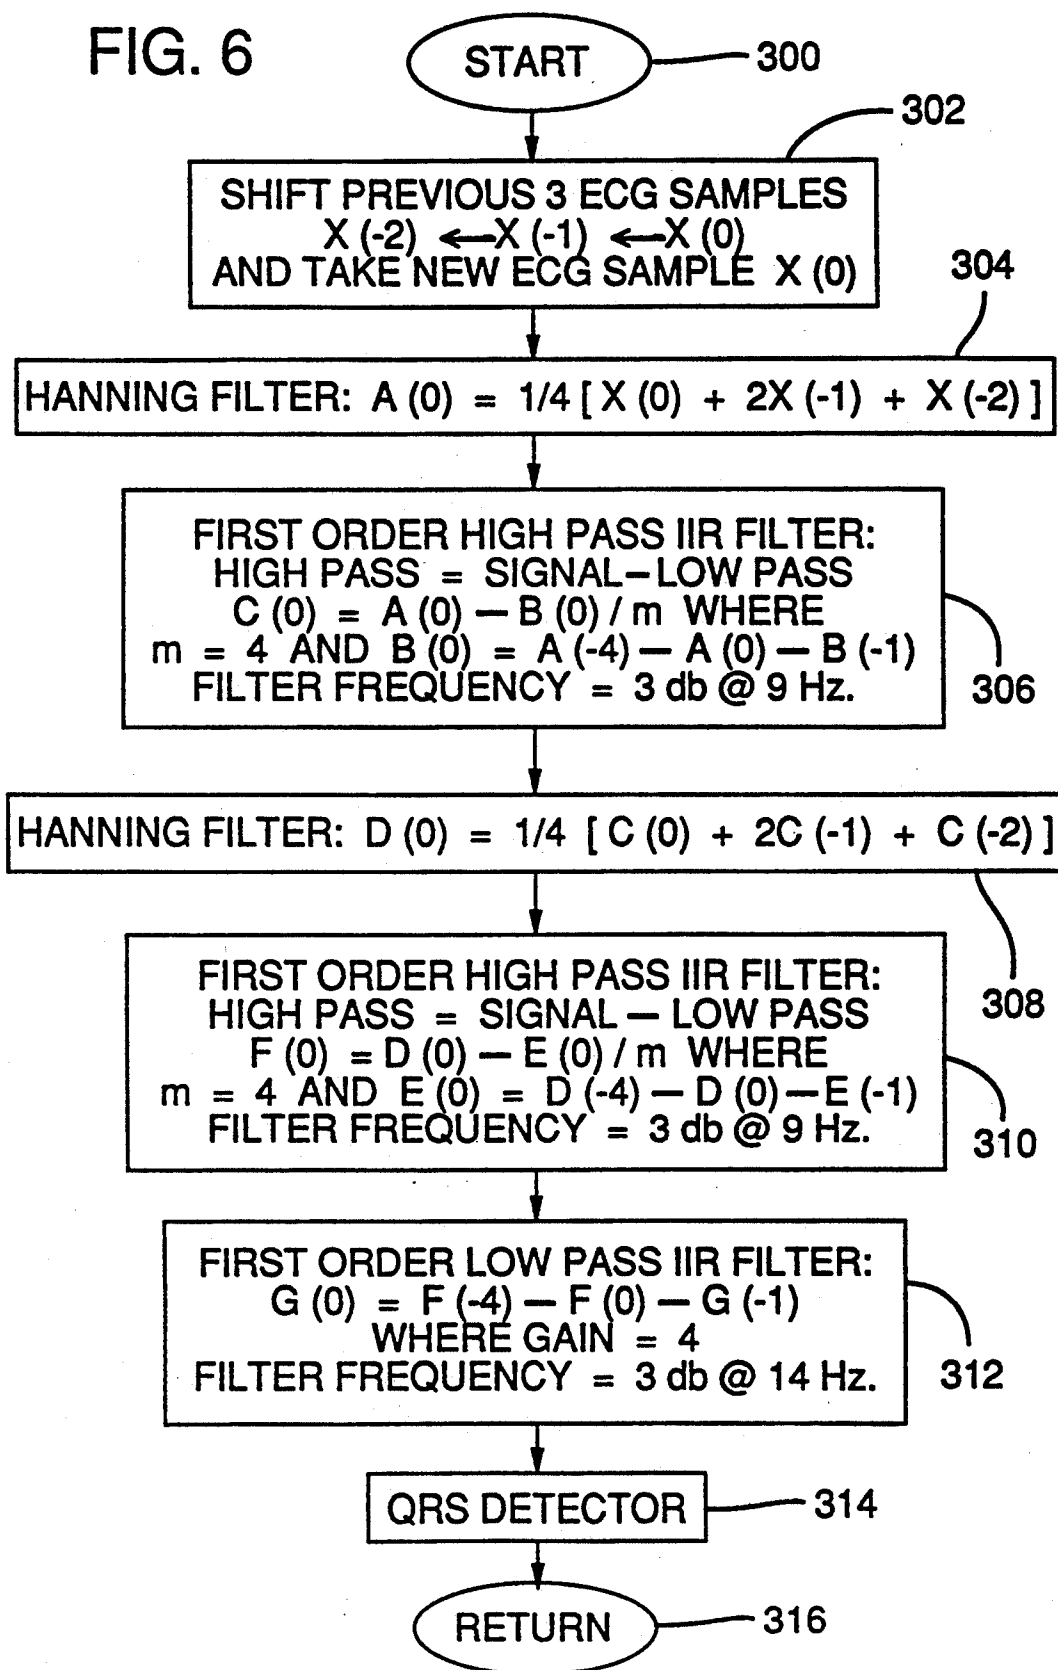 FIG. 6
START
300
302
SHIFT PREVIOUS 3 ECG SAMPLES
X (-2) ←X (-1) ←X (0)
AND TAKE NEW ECG SAMPLE X (0)
304
HANNING FILTER: A (0) = 1/4 [ X (0) + 2X (-1) + X (-2) ]
FIRST ORDER HIGH PASS IIR FILTER:
HIGH PASS = SIGNAL – LOW PASS
C (0) = A (0) — B (0) / m WHERE
m = 4 AND B (0) = A (-4) — A (0) — B (-1)
FILTER FREQUENCY = 3 db @ 9 Hz.
306
HANNING FILTER: D (0) = 1/4 [ C (0) + 2C (-1) + C (-2) ]
308
FIRST ORDER HIGH PASS IIR FILTER:
HIGH PASS = SIGNAL — LOW PASS
F (0) = D (0) — E (0) / m WHERE
m = 4 AND E (0) = D (-4) — D (0) — E (-1)
FILTER FREQUENCY = 3 db @ 9 Hz.
310
FIRST ORDER LOW PASS IIR FILTER:
G (0) = F (-4) — F (0) — G (-1)
WHERE GAIN = 4
FILTER FREQUENCY = 3 db @ 14 Hz.
312
QRS DETECTOR
314
RETURN
316